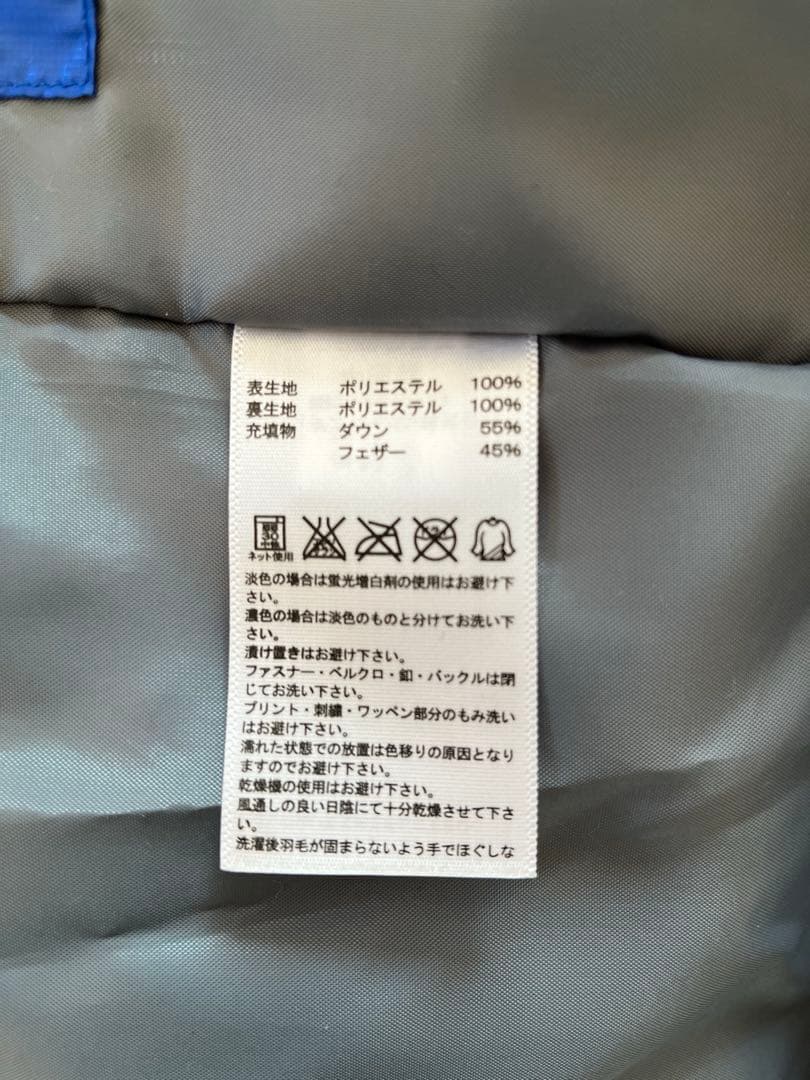 表生地 ポリエステル 100%
裏生地 ポリエステル 100%
充填物 ダウン 55%
フェザー 45%
30
ネット使用
淡色の場合は蛍光増白剤の使用はお避け下
さい。
濃色の場合は淡色のものと分けてお洗い下
さい。
漬け置きはお避け下さい。
ファスナー・ベルクロ・釦・バックルは閉
じてお洗い下さい。
プリント・刺繍・ワッペン部分のもみ洗い
はお避け下さい。
濡れた状態での放置は色移りの原因となり
ますのでお避け下さい。
乾燥機の使用はお避け下さい。
風通しの良い日陰にて十分乾燥させて下さ
い。
洗濯後羽毛が固まらないよう手でほぐしな